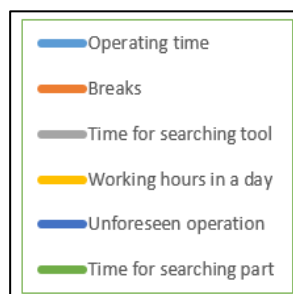 Operating time
Breaks
Time for searching tool
Working hours in a day
Unforeseen operation
Time for searching part